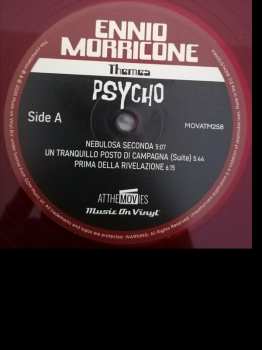 ENNIO
MORRICONE
Themes
PSYCHO
Side A
MOVATM258
NEBULOSA SECONDA 3:07
UN TRANQUILLO POSTO DI CAMPAGNA (Suite) 5:44
PRIMA DELLA RIVELAZIONE 6:15
ATTHEMOVIES
Music On Vinyl